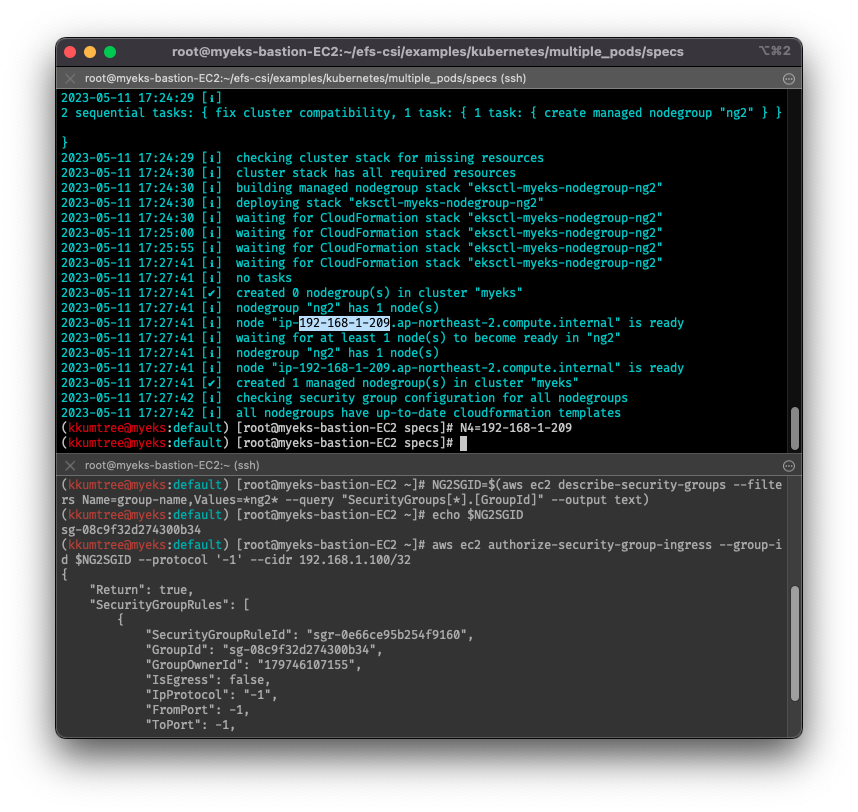 root@myeks-bastion-EC2:~/efs-csi/examples/kubernetes/multiple_pods/specs
⌥⌘2
root@myeks-bastion-EC2:~/efs-csi/examples/kubernetes/multiple_pods/specs (ssh)
2023-05-11 17:24:29 [ℹ]
2 sequential tasks: { fix cluster compatibility, 1 task: { 1 task: { create managed nodegroup "ng2" } }
}
2023-05-11 17:24:29 [ℹ]  checking cluster stack for missing resources
2023-05-11 17:24:30 [ℹ]  cluster stack has all required resources
2023-05-11 17:24:30 [ℹ]  building managed nodegroup stack "eksctl-myeks-nodegroup-ng2"
2023-05-11 17:24:30 [ℹ]  deploying stack "eksctl-myeks-nodegroup-ng2"
2023-05-11 17:24:30 [ℹ]  waiting for CloudFormation stack "eksctl-myeks-nodegroup-ng2"
2023-05-11 17:25:00 [ℹ]  waiting for CloudFormation stack "eksctl-myeks-nodegroup-ng2"
2023-05-11 17:25:55 [ℹ]  waiting for CloudFormation stack "eksctl-myeks-nodegroup-ng2"
2023-05-11 17:27:41 [ℹ]  waiting for CloudFormation stack "eksctl-myeks-nodegroup-ng2"
2023-05-11 17:27:41 [ℹ]  no tasks
2023-05-11 17:27:41 [✔]  created 0 nodegroup(s) in cluster "myeks"
2023-05-11 17:27:41 [ℹ]  nodegroup "ng2" has 1 node(s)
2023-05-11 17:27:41 [ℹ]  node "ip-192-168-1-209.ap-northeast-2.compute.internal" is ready
2023-05-11 17:27:41 [ℹ]  waiting for at least 1 node(s) to become ready in "ng2"
2023-05-11 17:27:41 [ℹ]  nodegroup "ng2" has 1 node(s)
2023-05-11 17:27:41 [ℹ]  node "ip-192-168-1-209.ap-northeast-2.compute.internal" is ready
2023-05-11 17:27:41 [✔]  created 1 managed nodegroup(s) in cluster "myeks"
2023-05-11 17:27:42 [ℹ]  checking security group configuration for all nodegroups
2023-05-11 17:27:42 [ℹ]  all nodegroups have up-to-date cloudformation templates
(kkumtree@myeks:default) [root@myeks-bastion-EC2 specs]# N4=192-168-1-209
(kkumtree@myeks:default) [root@myeks-bastion-EC2 specs]#
root@myeks-bastion-EC2:~ (ssh)
(kkumtree@myeks:default) [root@myeks-bastion-EC2 ~]# NG2SGID=$(aws ec2 describe-security-groups --filte
rs Name=group-name,Values=*ng2* --query "SecurityGroups[*].[GroupId]" --output text)
(kkumtree@myeks:default) [root@myeks-bastion-EC2 ~]# echo $NG2SGID
sg-08c9f32d274300b34
(kkumtree@myeks:default) [root@myeks-bastion-EC2 ~]# aws ec2 authorize-security-group-ingress --group-i
d $NG2SGID --protocol '-1' --cidr 192.168.1.100/32
{
"Return": true,
"SecurityGroupRules": [
{
"SecurityGroupRuleId": "sgr-0e66ce95b254f9160",
"GroupId": "sg-08c9f32d274300b34",
"GroupOwnerId": "179746107155",
"IsEgress": false,
"IpProtocol": "-1",
"FromPort": -1,
"ToPort": -1,